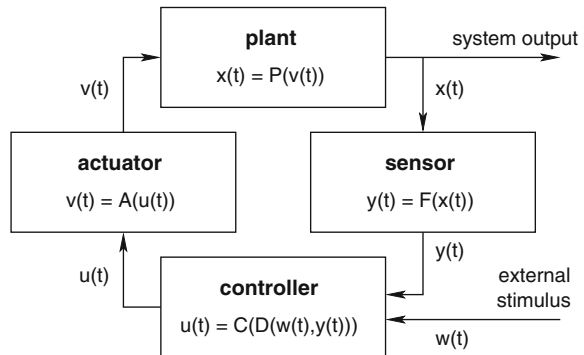 plant
x(t) = P(v(t))
system output
v(t)
x(t)
actuator
v(t) = A(u(t))
sensor
y(t) = F(x(t))
u(t)
y(t)
controller
u(t) = C(D(w(t),y(t)))
external
stimulus
w(t)